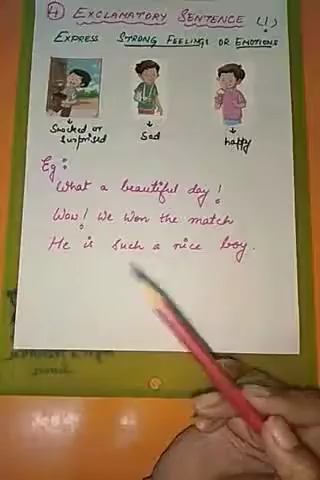 4 EXCLAMATORY SENTENCE (!)
EXPRESS STRONG FEELINGS OR EMOTIONS
Shocked or surprised
Sad
happy
Eg:
What a beautiful day!
Wow! We won the match
He is such a nice boy.